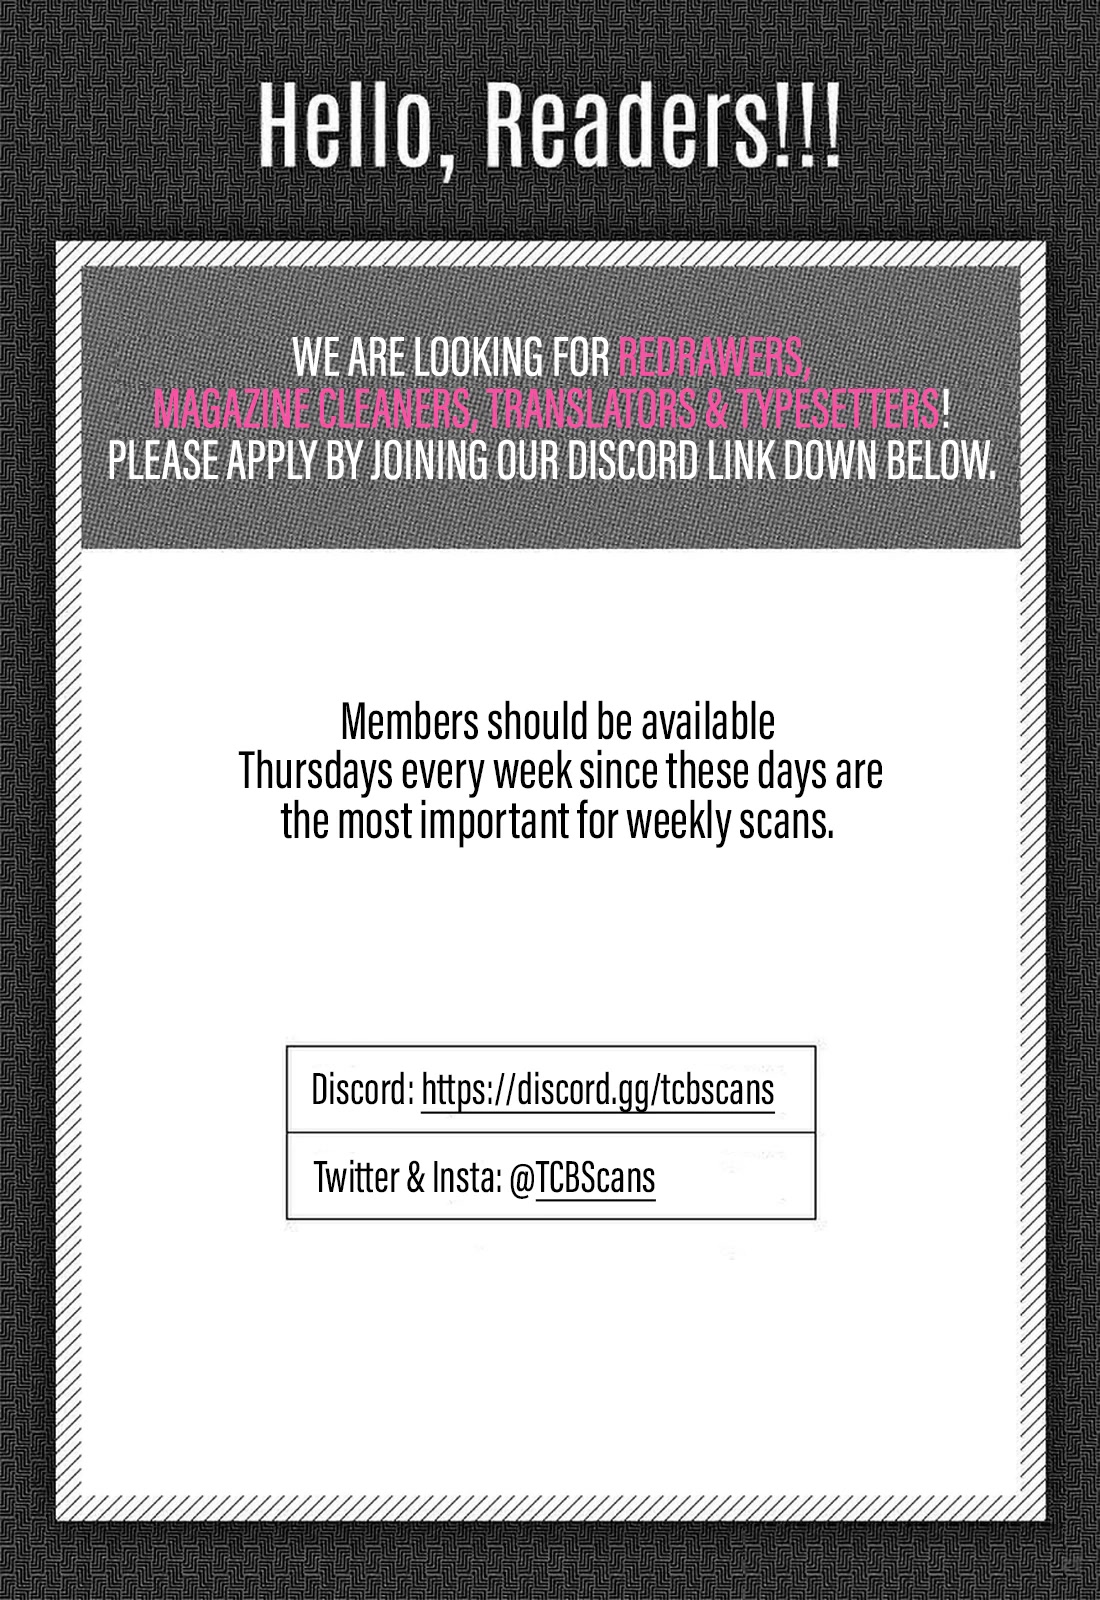 Hello, Readers!!!
WE ARE LOOKING FOR REDRAWERS,
MAGAZINE CLEANERS, TRANSLATORS & TYPESETTERS!
PLEASE APPLY BY JOINING OUR DISCORD LINK DOWN BELOW.
Members should be available
Thursdays every week since these days are
the most important for weekly scans.
Discord: https://discord.gg/tcbscans
Twitter & Insta: @TCBScans